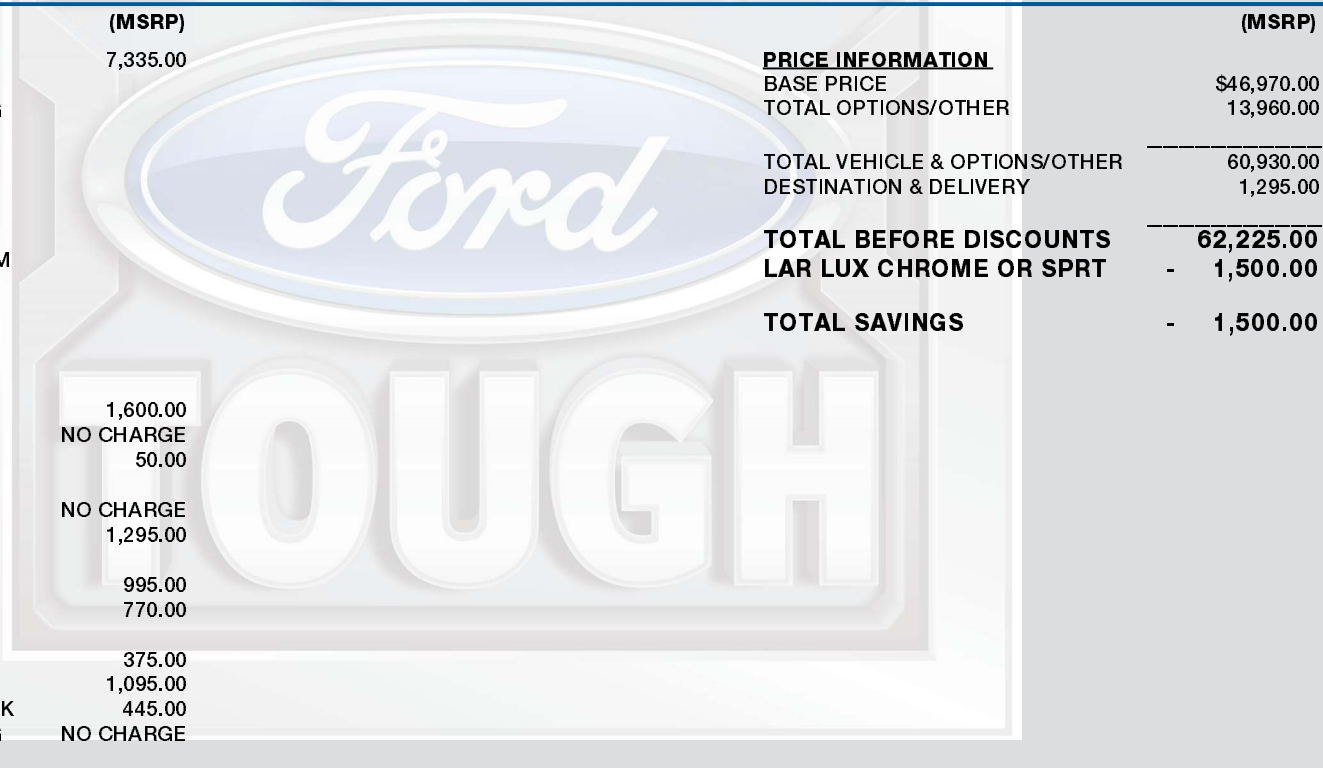 (MSRP)
7,335.00
G
M
1,600.00
NO CHARGE
50.00
NO CHARGE
1,295.00
995.00
770.00
375.00
1,095.00
K 445.00
G NO CHARGE
Ford
TOUGH
(MSRP)
PRICE INFORMATION
BASE PRICE $46,970.00
TOTAL OPTIONS/OTHER 13,960.00
TOTAL VEHICLE & OPTIONS/OTHER 60,930.00
DESTINATION & DELIVERY 1,295.00
TOTAL BEFORE DISCOUNTS 62,225.00
LAR LUX CHROME OR SPRT - 1,500.00
TOTAL SAVINGS - 1,500.00